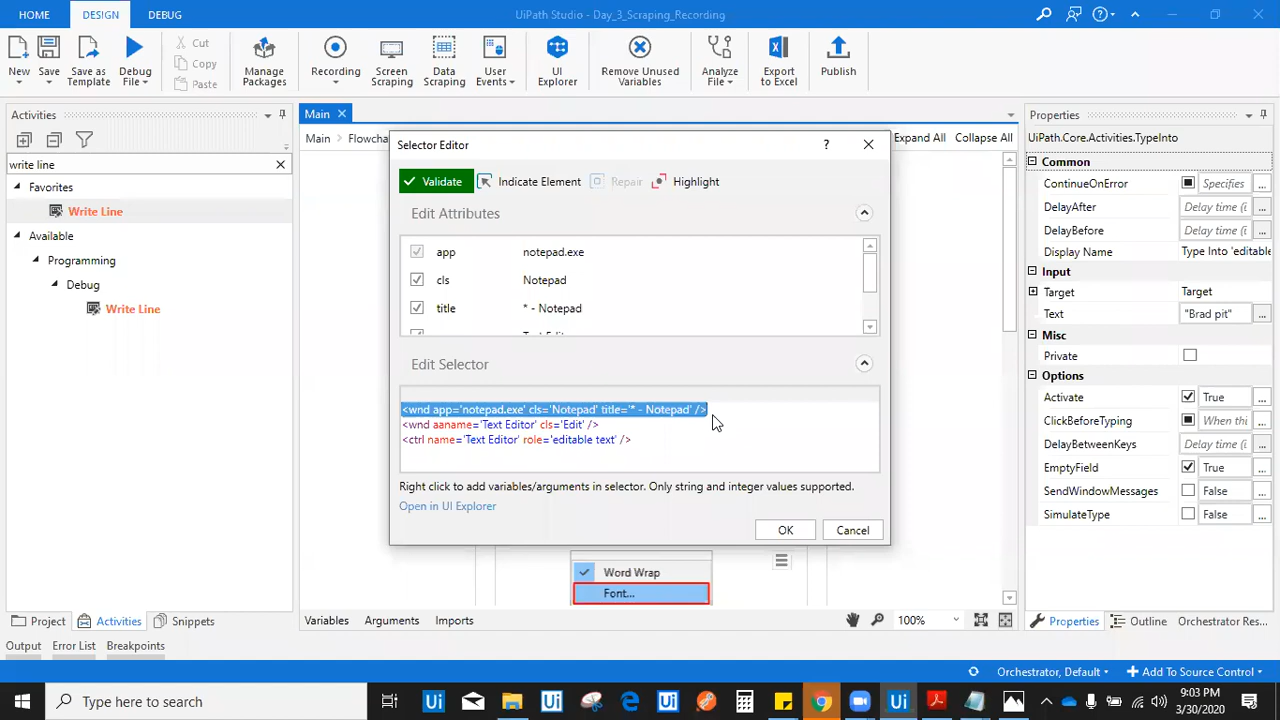 HOME
DESIGN
DEBUG
UiPath Studio - Day_3_Scraping_Recording
New
Save
Save as Template
Debug File
Cut
Copy
Paste
Manage Packages
Recording
Screen Scraping
Data Scraping
User Events
UI Explorer
Remove Unused Variables
Analyze File
Export to Excel
Publish
Activities
write line
Favorites
Write Line
Available
Programming
Debug
Write Line
Project
Activities
Snippets
Main
Main
Flowcha
Expand All
Collapse All
Selector Editor
?
Validate
Indicate Element
Repair
Highlight
Edit Attributes
app notepad.exe
cls Notepad
title * - Notepad
Edit Selector
<wnd app='notepad.exe' cls='Notepad' title='* - Notepad' />
<wnd aaname='Text Editor' cls='Edit' />
<ctrl name='Text Editor' role='editable text' />
Right click to add variables/arguments in selector. Only string and integer values supported.
Open in UI Explorer
OK
Cancel
Word Wrap
Font...
Variables
Arguments
Imports
100%
Properties
UiPath.Core.Activities.TypeInto
Common
ContinueOnError Specifies ...
DelayAfter Delay time (i ...
DelayBefore Delay time (i ...
Display Name Type Into 'editable
Input
Target Target
Text "Brad pit" ...
Misc
Private
Options
Activate True ...
ClickBeforeTyping When thi ...
DelayBetweenKeys Delay time (i ...
EmptyField True ...
SendWindowMessages False ...
SimulateType False ...
Properties
Outline
Orchestrator Res...
Output
Error List
Breakpoints
Orchestrator, Default
Add To Source Control
Type here to search
Ui
Ui
Ui
Ui
9:03 PM
3/30/2020